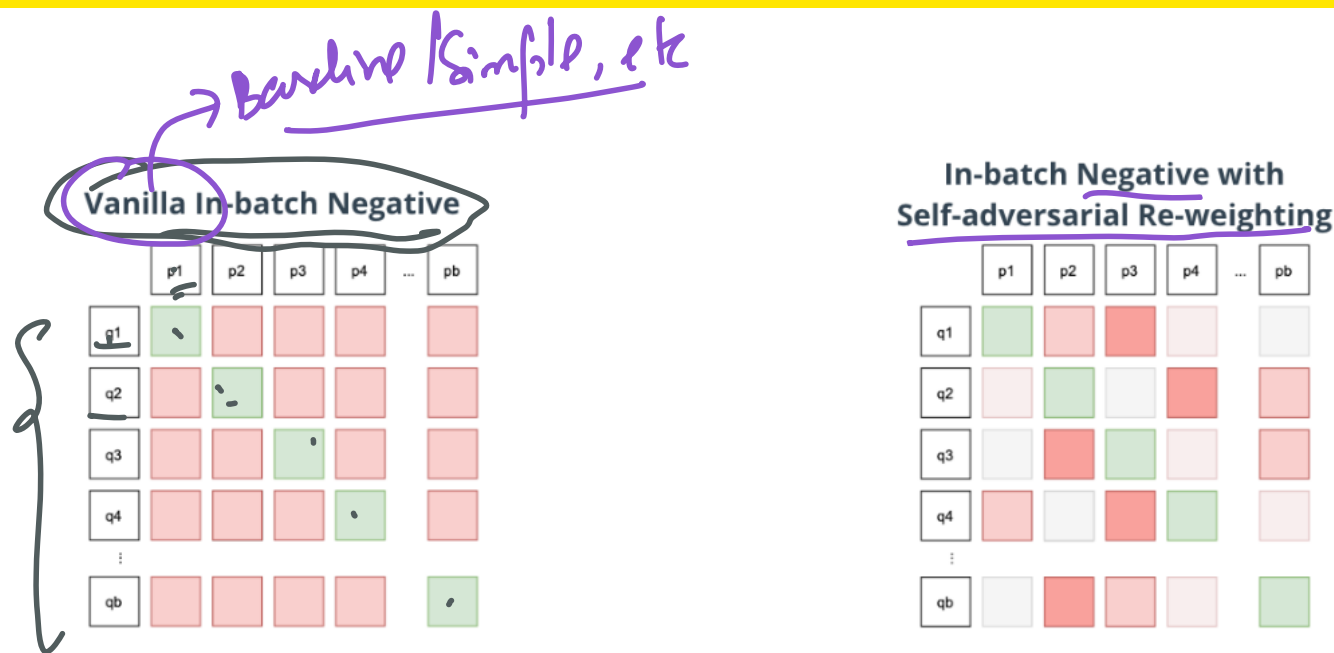 Baseline / Simple, etc
Vanilla In-batch Negative
p1 p2 p3 p4 ... pb
q1
q2
q3
q4
⋮
qb
In-batch Negative with
Self-adversarial Re-weighting
p1 p2 p3 p4 ... pb
q1
q2
q3
q4
⋮
qb